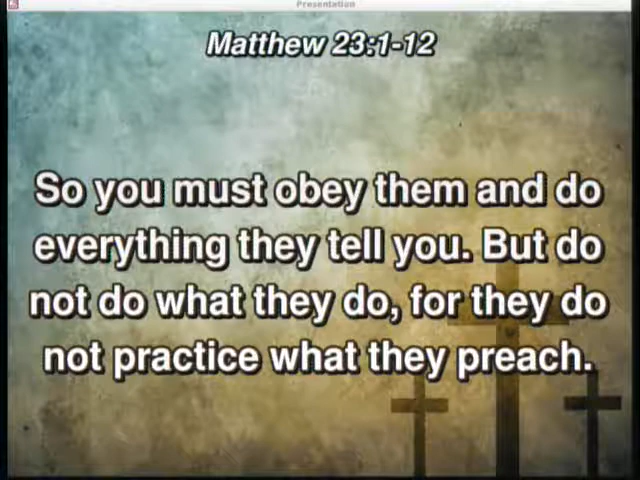 Presentation
Matthew 23:1-12
So you must obey them and do
everything they tell you. But do
not do what they do, for they do
not practice what they preach.